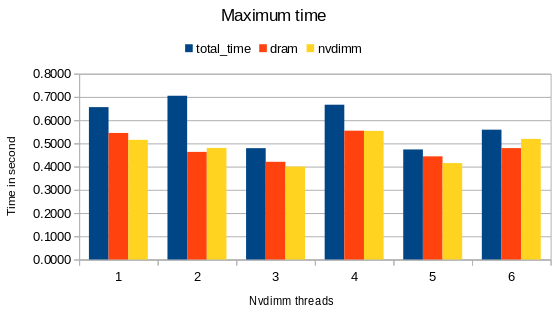 Maximum time
total_time dram nvdimm
0.8000
0.7000
0.6000
0.5000
0.4000
0.3000
0.2000
0.1000
0.0000
Time in second
1 2 3 4 5 6
Nvdimm threads